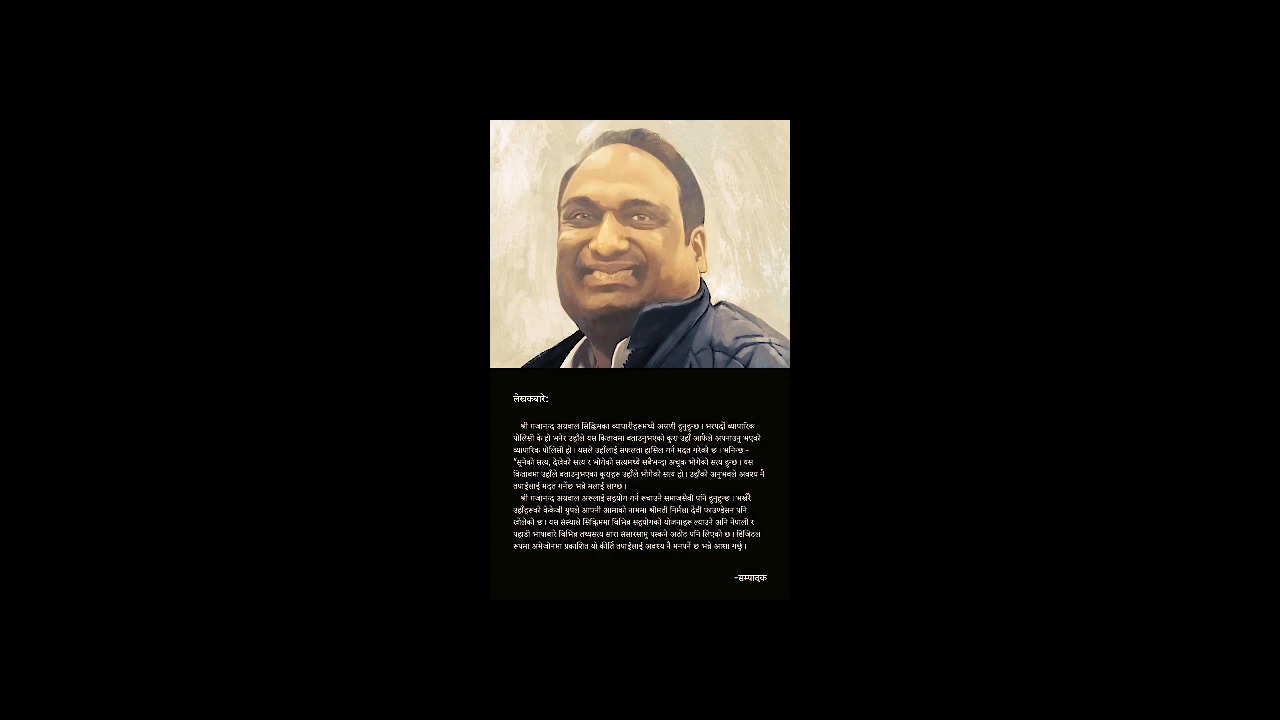 लेखकबारे:
श्री गजानन्द अग्रवाल सिक्किमका व्यापारीहरूमध्ये अग्रणी हुनुहुन्छ । भरपर्दो व्यापारिक
पोलिसी के हो भनेर उहाँले यस किताबमा बताउनुभएको कुरा उहाँ आफैले अपनाउनु भएको
व्यापारिक पोलिसी हो । यसले उहाँलाई सफलता हासिल गर्न मद्दत गरेको छ । भनिन्छ -
"सुनेको सत्य, देखेको सत्य र भोगेको सत्यमध्ये सबैभन्दा अचुक भोगेको सत्य हुन्छ । यस
किताबमा उहाँले बताउनुभएका कुराहरु उहाँले भोगेको सत्य हो । उहाँको अनुभवले अवश्य नै
तपाईंलाई मद्दत गर्नेछ भन्ने मलाई लाग्छ ।
श्री गजानन्द अग्रवाल अरूलाई सहयोग गर्न रूचाउने समाजसेवी पनि हुनुहुन्छ । भर्खरै
उहाँहरूको केकेजी ग्रुपले आफ्नी आमाको नाममा श्रीमती निर्मला देवी फाउण्डेसन पनि
खोलेको छ । यस संस्थाले सिक्किममा विभिन्न सहयोगको योजनाहरू ल्याउने अनि नेपाली र
पहाडी भाषाबारे विभिन्न तथ्यसत्य सारा संसारसामु पस्कने अठोट पनि लिएको छ । डिजिटल
रूपमा अमेजोनमा प्रकाशित यो कीर्ति तपाईंलाई अवश्य नै मनपर्ने छ भन्ने आशा गर्छु ।
-सम्पादक